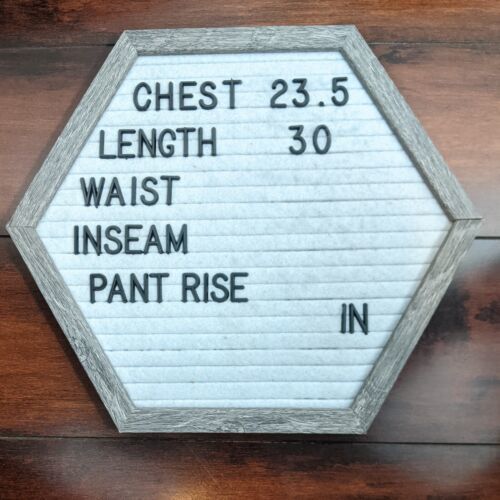 CHEST 23.5
LENGTH 30
WAIST
INSEAM
PANT RISE
IN